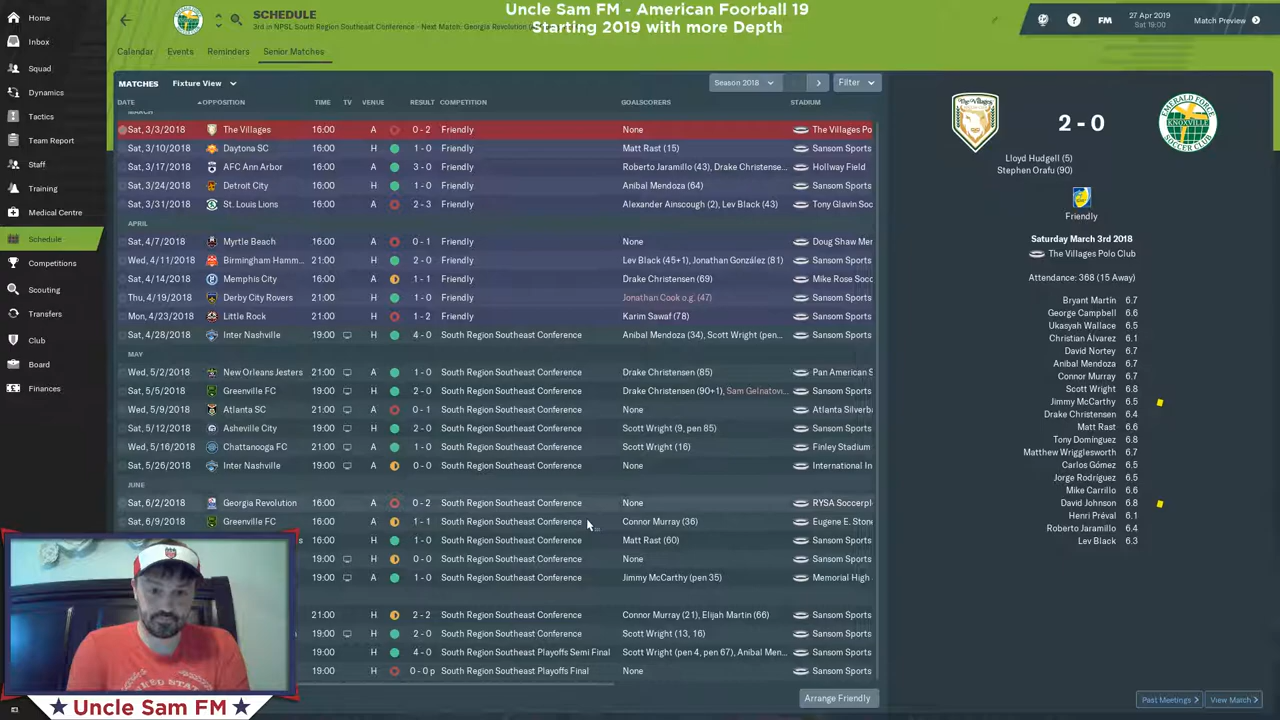 Home
Inbox
Squad
Dynamics
Tactics
Team Report
Staff
Training
Medical Centre
Schedule
Competitions
Scouting
Transfers
Club
Board
Finances
SCHEDULE
3rd in NPSL South Region Southeast Conference - Next Match: Georgia Revolution
Uncle Sam FM - American Foorball 19
Starting 2019 with more Depth
FM
27 Apr 2019
Sat 19:00
Match Preview
Calendar Events Reminders Senior Matches
MATCHES Fixture View Season 2018 Filter
DATE OPPOSITION TIME TV VENUE RESULT COMPETITION GOALSCORERS STADIUM
MARCH
Sat, 3/3/2018 The Villages 16:00 A 0 - 2 Friendly None The Villages Po
Sat, 3/10/2018 Daytona SC 16:00 H 1 - 0 Friendly Matt Rast (15) Sansom Sports
Sat, 3/17/2018 AFC Ann Arbor 16:00 A 3 - 0 Friendly Roberto Jaramillo (43), Drake Christense... Hollway Field
Sat, 3/24/2018 Detroit City 16:00 H 1 - 0 Friendly Anibal Mendoza (64) Sansom Sports
Sat, 3/31/2018 St. Louis Lions 16:00 A 2 - 3 Friendly Alexander Ainscough (2), Lev Black (43) Tony Glavin Soc
APRIL
Sat, 4/7/2018 Myrtle Beach 16:00 A 0 - 1 Friendly None Doug Shaw Mer
Wed, 4/11/2018 Birmingham Hamm... 21:00 H 2 - 0 Friendly Lev Black (45+1), Jonathan González (81) Sansom Sports
Sat, 4/14/2018 Memphis City 16:00 A 1 - 1 Friendly Drake Christensen (69) Mike Rose Socc
Thu, 4/19/2018 Derby City Rovers 21:00 H 1 - 0 Friendly Jonathan Cook o.g. (47) Sansom Sports
Mon, 4/23/2018 Little Rock 21:00 H 1 - 2 Friendly Karim Sawaf (78) Sansom Sports
Sat, 4/28/2018 Inter Nashville 19:00 H 4 - 0 South Region Southeast Conference Anibal Mendoza (34), Scott Wright (pen... Sansom Sports
MAY
Wed, 5/2/2018 New Orleans Jesters 21:00 A 1 - 0 South Region Southeast Conference Drake Christensen (85) Pan American S
Sat, 5/5/2018 Greenville FC 19:00 H 2 - 0 South Region Southeast Conference Drake Christensen (90+1), Sam Gelnatov... Sansom Sports
Wed, 5/9/2018 Atlanta SC 21:00 A 0 - 1 South Region Southeast Conference None Atlanta Silverb
Sat, 5/12/2018 Asheville City 19:00 H 2 - 0 South Region Southeast Conference Scott Wright (9, pen 85) Sansom Sports
Wed, 5/16/2018 Chattanooga FC 21:00 A 1 - 0 South Region Southeast Conference Scott Wright (16) Finley Stadium
Sat, 5/26/2018 Inter Nashville 19:00 A 0 - 0 South Region Southeast Conference None International In
JUNE
Sat, 6/2/2018 Georgia Revolution 16:00 A 0 - 2 South Region Southeast Conference None RYSA Soccerpl
Sat, 6/9/2018 Greenville FC 16:00 A 1 - 1 South Region Southeast Conference Connor Murray (36) Eugene E. Stone
16:00 H 1 - 0 South Region Southeast Conference Matt Rast (60) Sansom Sports
19:00 H 0 - 0 South Region Southeast Conference None Sansom Sports
19:00 A 1 - 0 South Region Southeast Conference Jimmy McCarthy (pen 35) Memorial High
21:00 H 2 - 2 South Region Southeast Conference Connor Murray (21), Elijah Martin (66) Sansom Sports
19:00 H 2 - 0 South Region Southeast Conference Scott Wright (13, 16) Sansom Sports
19:00 H 4 - 0 South Region Southeast Playoffs Semi Final Scott Wright (pen 4, pen 67), Anibal Men... Sansom Sports
19:00 H 0 - 0 p South Region Southeast Playoffs Final None Sansom Sports
Arrange Friendly
The Villages
2 - 0
EMERALD FORCE
KNOXVILLE
SOCCER CLUB
Lloyd Hudgell (5)
Stephen Orafu (90)
Friendly
Saturday March 3rd 2018
The Villages Polo Club
Attendance: 368 (15 Away)
Bryant Martín 6.7
George Campbell 6.6
Ukasyah Wallace 6.5
Christian Álvarez 6.1
David Nortey 6.7
Anibal Mendoza 6.7
Connor Murray 6.7
Scott Wright 6.8
Jimmy McCarthy 6.5
Drake Christensen 6.4
Matt Rast 6.6
Tony Domínguez 6.8
Matthew Wrigglesworth 6.7
Carlos Gómez 6.5
Jorge Rodríguez 6.5
Mike Carrillo 6.6
David Johnson 6.8
Henri Préval 6.1
Roberto Jaramillo 6.4
Lev Black 6.3
Past Meetings View Match
Uncle Sam FM